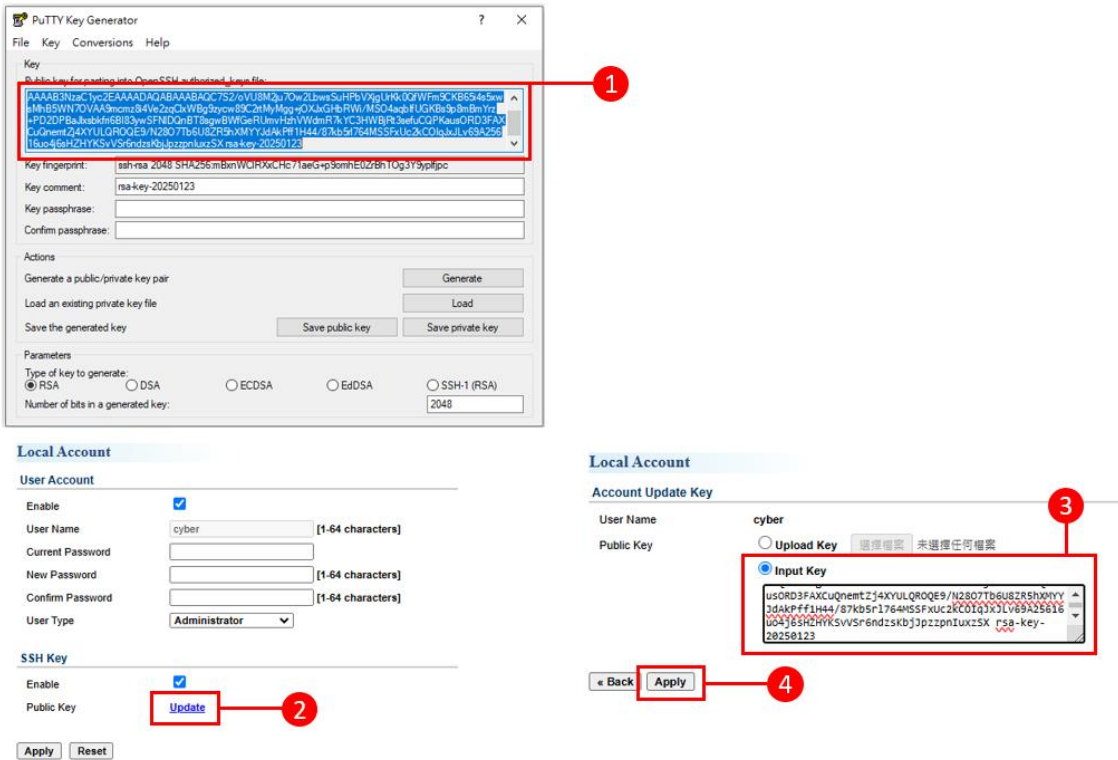 PuTTY Key Generator ? ×
File Key Conversions Help
Key
Public key for pasting into OpenSSH authorized_keys file:
1
Key fingerprint:
Key comment: rsa-key-20250123
Key passphrase:
Confirm passphrase:
Actions
Generate a public/private key pair Generate
Load an existing private key file Load
Save the generated key Save public key Save private key
Parameters
Type of key to generate:
RSA DSA ECDSA EdDSA SSH-1 (RSA)
Number of bits in a generated key: 2048
Local Account
User Account
Enable
User Name cyber [1-64 characters]
Current Password
New Password [1-64 characters]
Confirm Password [1-64 characters]
User Type Administrator
SSH Key
Enable
Public Key Update
2
Apply Reset
Local Account
Account Update Key
3
User Name cyber
Public Key Upload Key 選擇檔案 未選擇任何檔案
Input Key
rsa-key-
20250123
« Back Apply
4